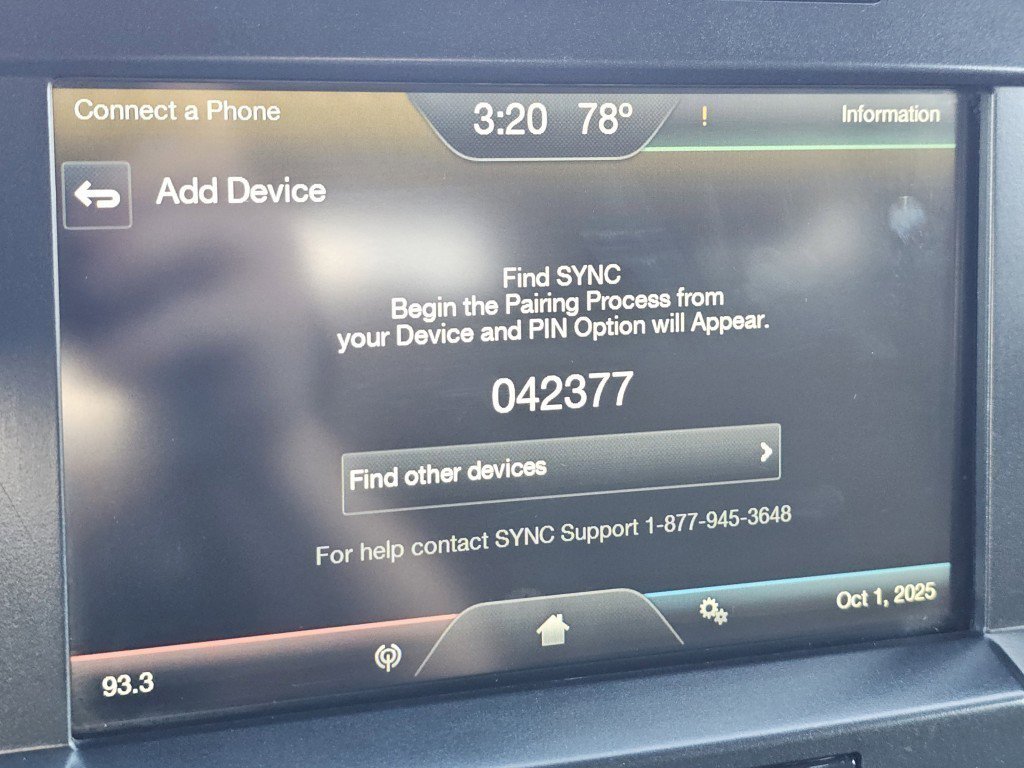 Connect a Phone
3:20 78º
!
Information
Add Device
Find SYNC
Begin the Pairing Process from
your Device and PIN Option will Appear.
042377
Find other devices
For help contact SYNC Support 1-877-945-3648
93.3
Oct 1, 2025